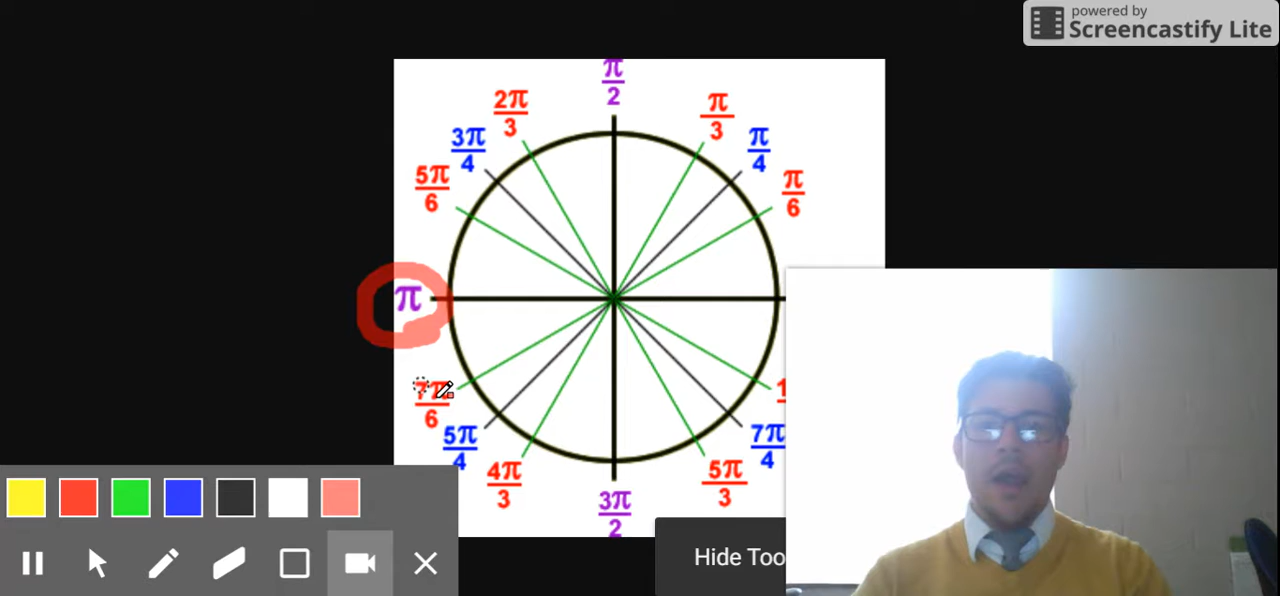 powered by
Screencastify Lite
π/2
2π/3
π/3
3π/4
π/4
5π/6
π/6
π
7π/6
5π/4
7π/4
4π/3
5π/3
3π/2
Hide Too